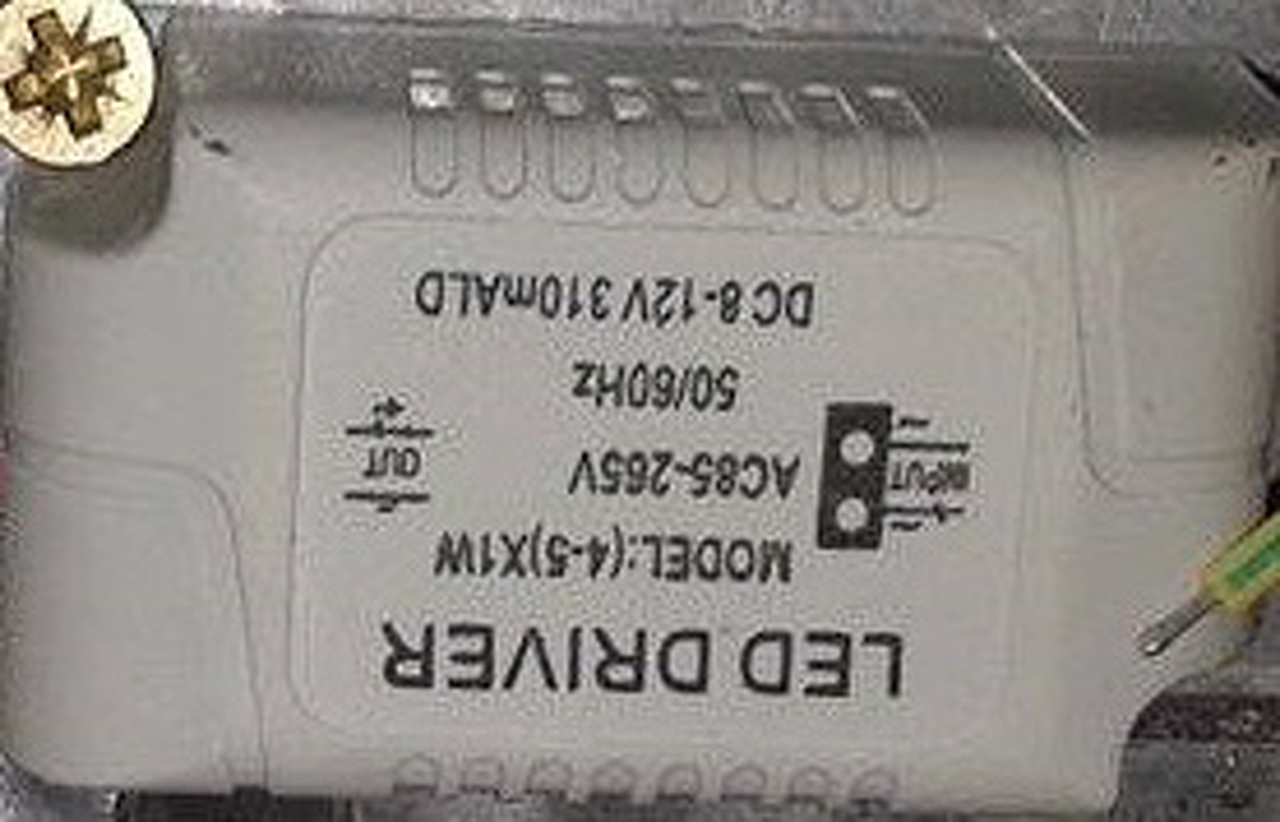 LED DRIVER
MODEL:(4-5)X1W
AC85-265V
50/60Hz
DC 8-12V 310mALD
INPUT
OUT